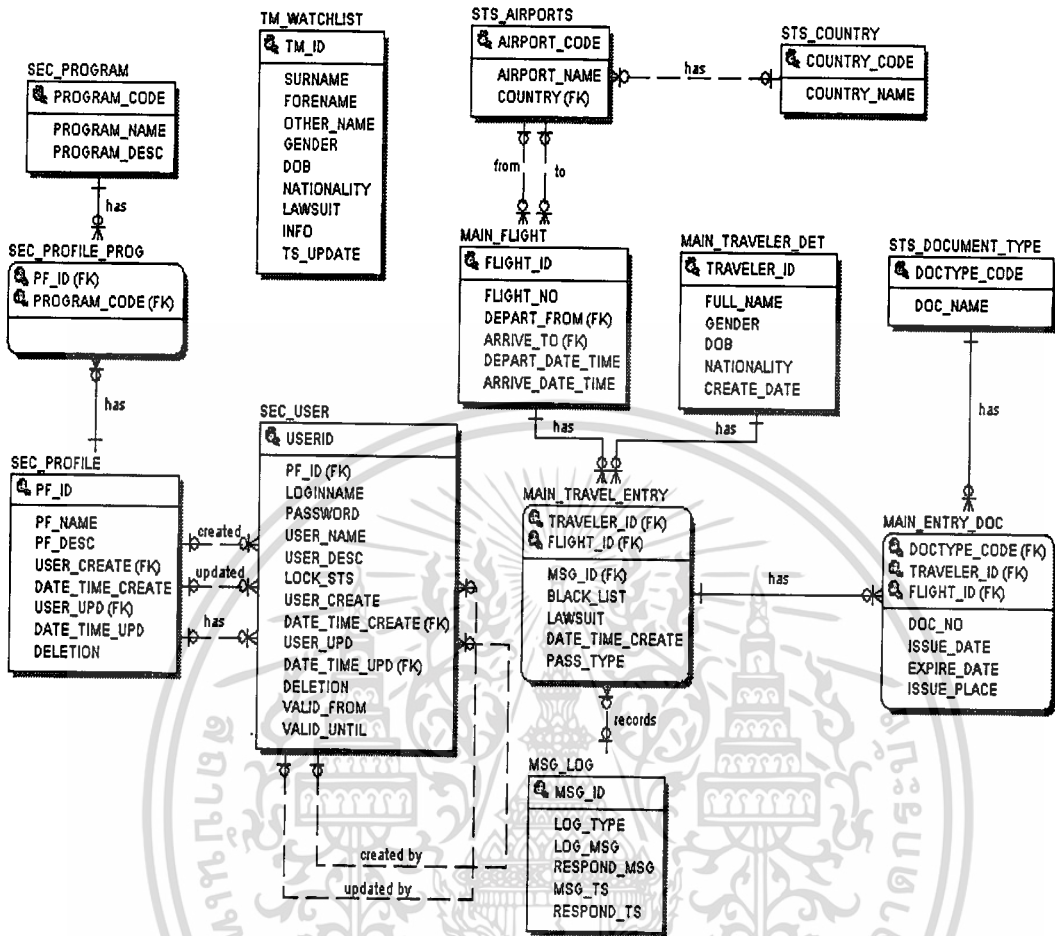 TM_WATCHLIST
TM_ID
SURNAME
FORENAME
OTHER_NAME
GENDER
DOB
NATIONALITY
LAWSUIT
INFO
TS_UPDATE
STS_AIRPORTS
AIRPORT_CODE
AIRPORT_NAME
COUNTRY (FK)
has
STS_COUNTRY
COUNTRY_CODE
COUNTRY_NAME
SEC_PROGRAM
PROGRAM_CODE
PROGRAM_NAME
PROGRAM_DESC
has
from
to
SEC_PROFILE_PROG
PF_ID (FK)
PROGRAM_CODE (FK)
has
MAIN_FLIGHT
FLIGHT_ID
FLIGHT_NO
DEPART_FROM (FK)
ARRIVE_TO (FK)
DEPART_DATE_TIME
ARRIVE_DATE_TIME
has
MAIN_TRAVELER_DET
TRAVELER_ID
FULL_NAME
GENDER
DOB
NATIONALITY
CREATE_DATE
has
STS_DOCUMENT_TYPE
DOCTYPE_CODE
DOC_NAME
has
SEC_PROFILE
PF_ID
PF_NAME
PF_DESC
USER_CREATE (FK)
DATE_TIME_CREATE
USER_UPD (FK)
DATE_TIME_UPD
DELETION
created
updated
has
SEC_USER
USERID
PF_ID (FK)
LOGINNAME
PASSWORD
USER_NAME
USER_DESC
LOCK_STS
USER_CREATE
DATE_TIME_CREATE (FK)
USER_UPD
DATE_TIME_UPD (FK)
DELETION
VALID_FROM
VALID_UNTIL
created by
updated by
MAIN_TRAVEL_ENTRY
TRAVELER_ID (FK)
FLIGHT_ID (FK)
MSG_ID (FK)
BLACK_LIST
LAWSUIT
DATE_TIME_CREATE
PASS_TYPE
has
MAIN_ENTRY_DOC
DOCTYPE_CODE (FK)
TRAVELER_ID (FK)
FLIGHT_ID (FK)
DOC_NO
ISSUE_DATE
EXPIRE_DATE
ISSUE_PLACE
records
MSG_LOG
MSG_ID
LOG_TYPE
LOG_MSG
RESPOND_MSG
MSG_TS
RESPOND_TS